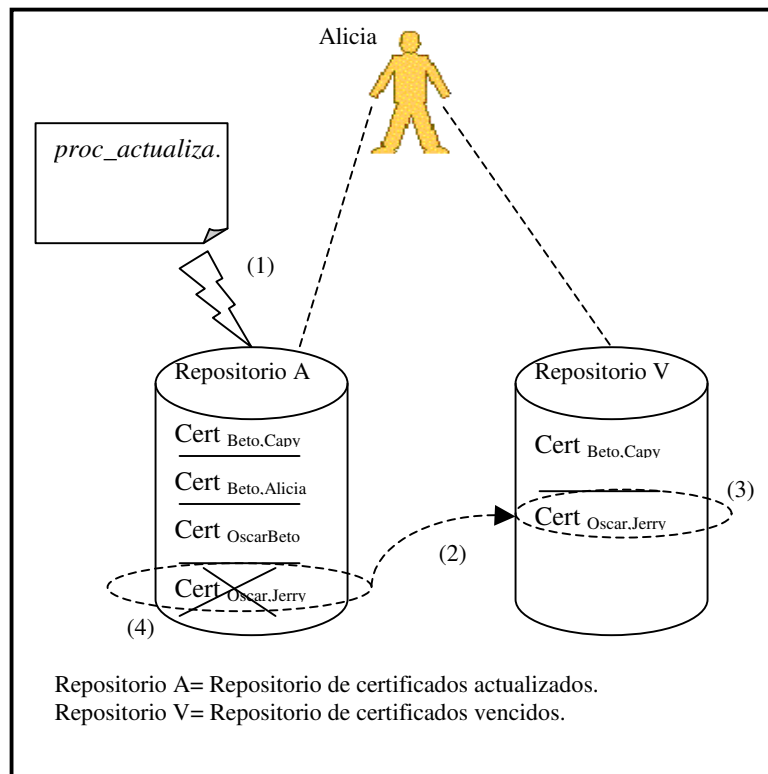 Alicia
proc_actualiza.
(1)
Repositorio A
Repositorio V
Cert Beto,Capy
Cert Beto,Alicia
Cert OscarBeto
Cert Oscar,Jerry
Cert Beto,Capy
Cert Oscar,Jerry
(2)
(3)
(4)
Repositorio A= Repositorio de certificados actualizados.
Repositorio V= Repositorio de certificados vencidos.